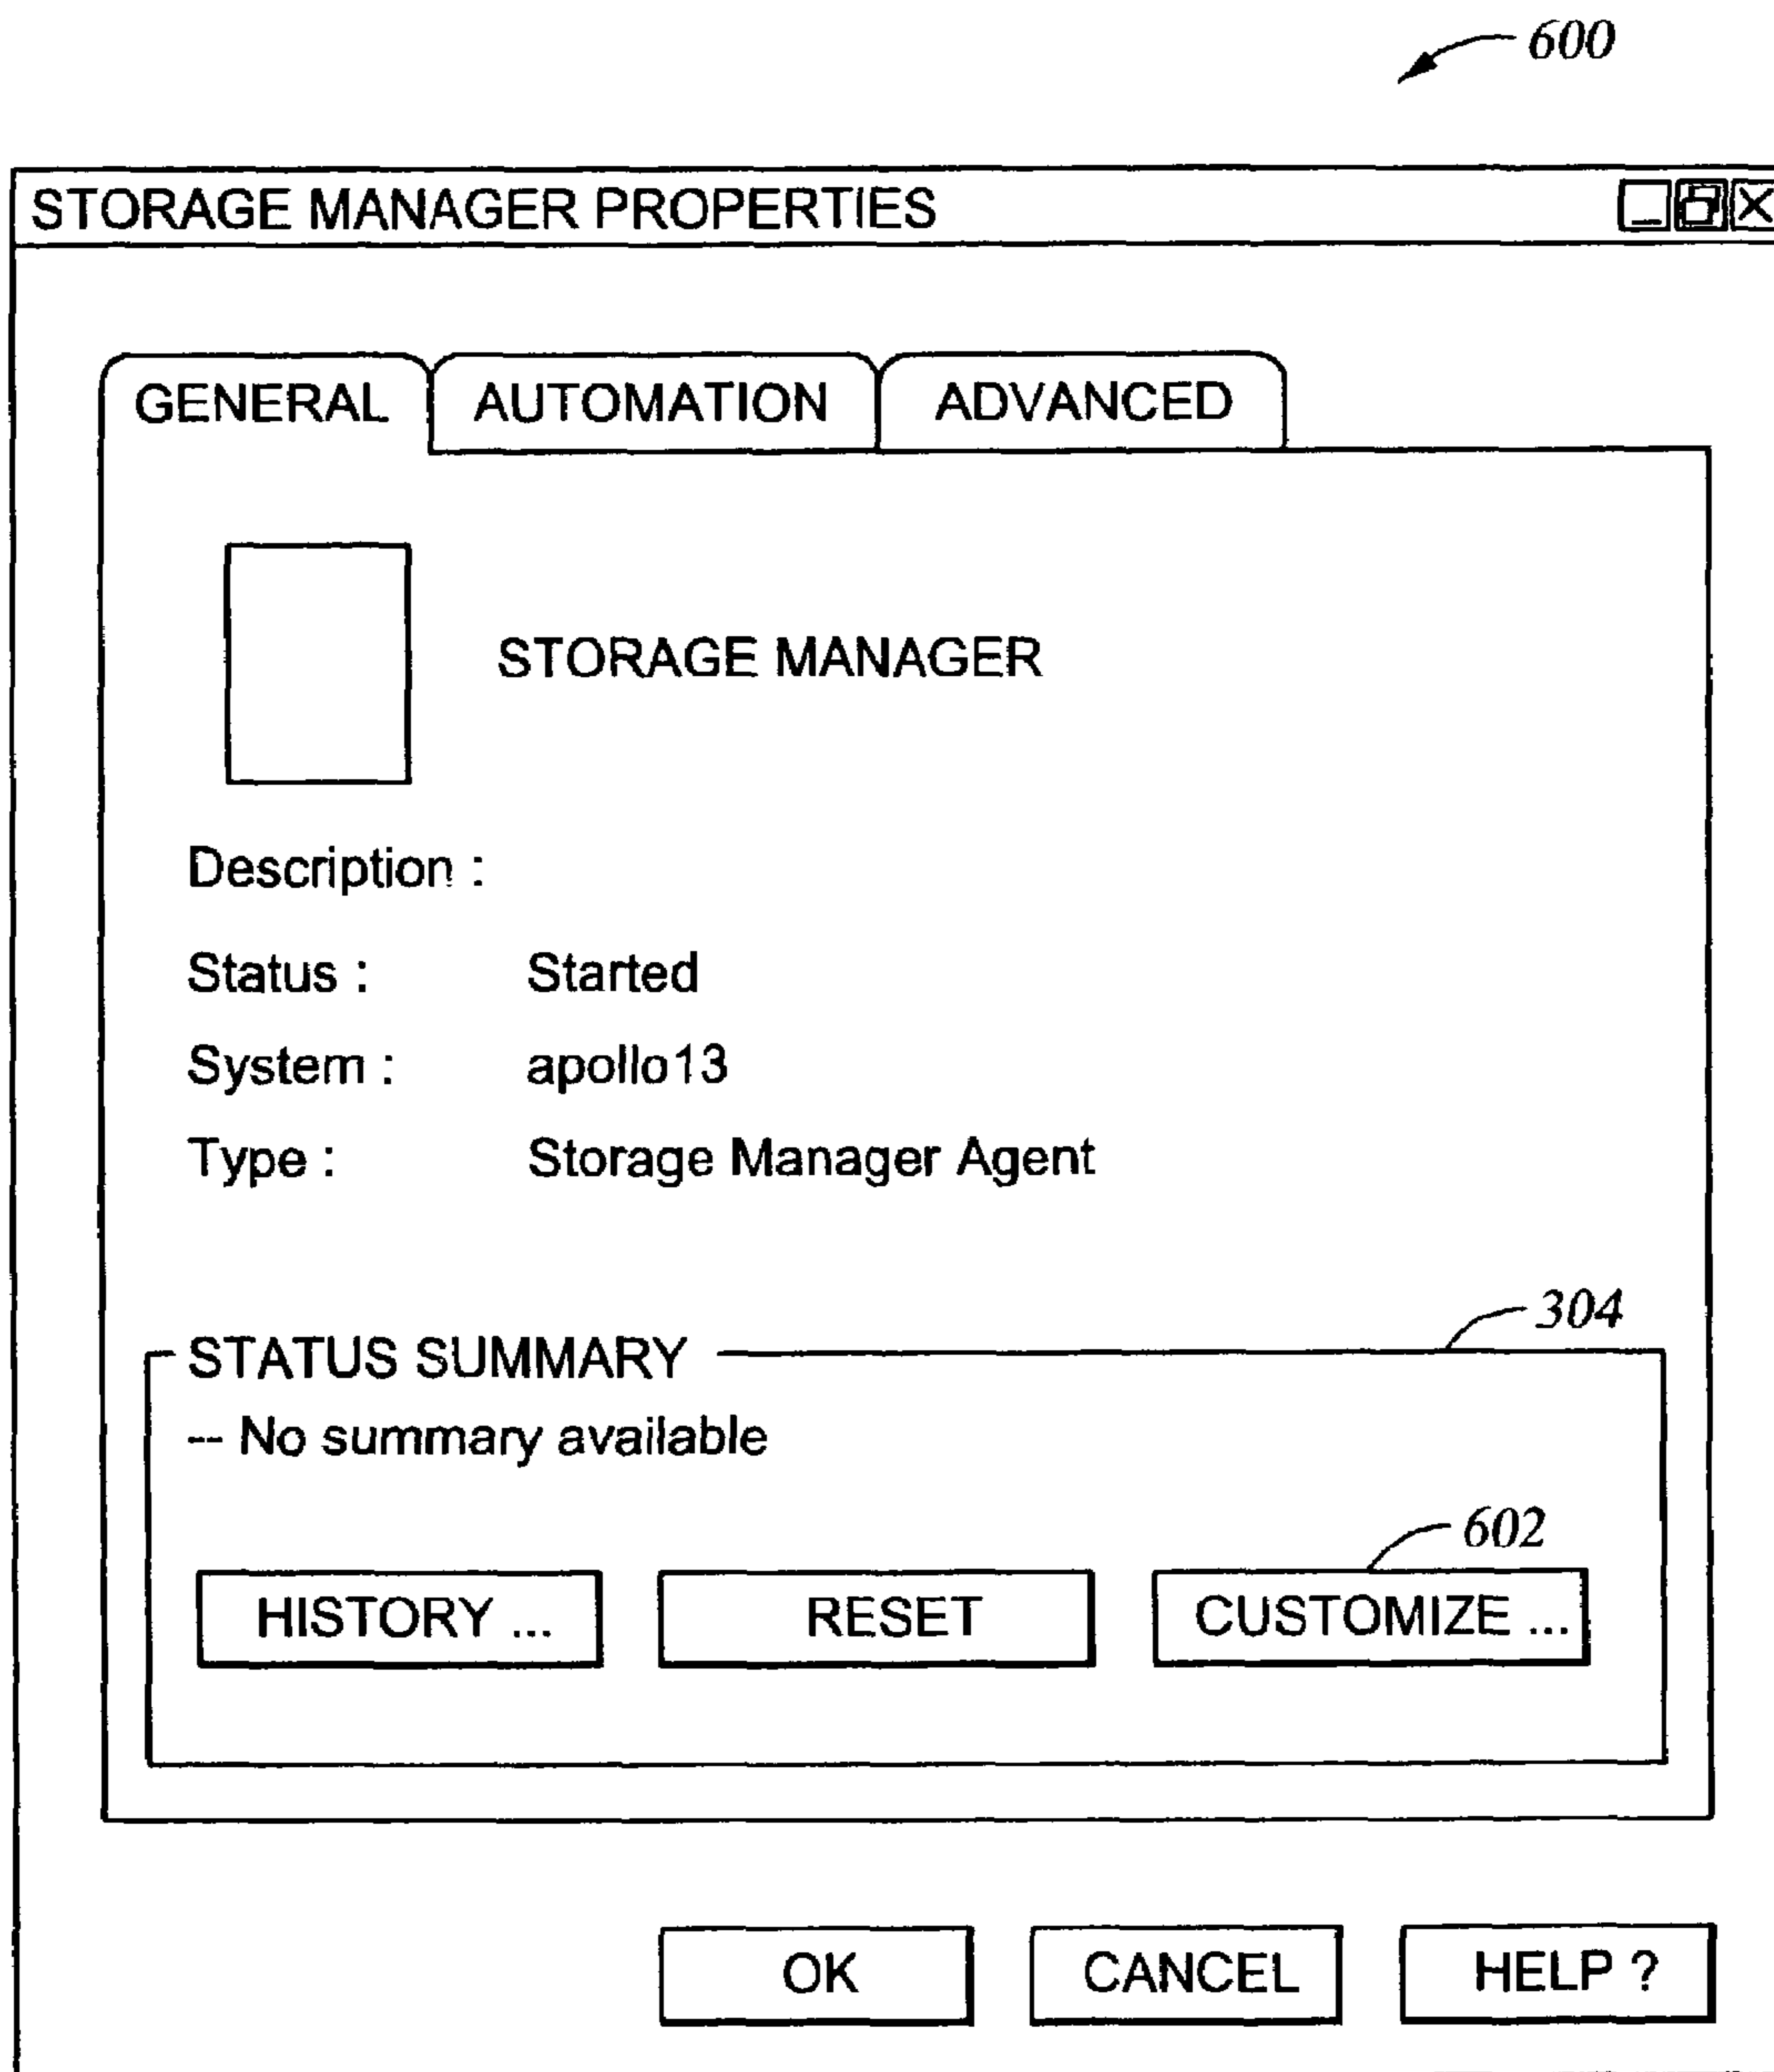 600
STORAGE MANAGER PROPERTIES
GENERAL AUTOMATION ADVANCED
STORAGE MANAGER
Description :
Status : Started
System : apollo13
Type : Storage Manager Agent
304
STATUS SUMMARY
-- No summary available
602
HISTORY ... RESET CUSTOMIZE ...
OK CANCEL HELP ?